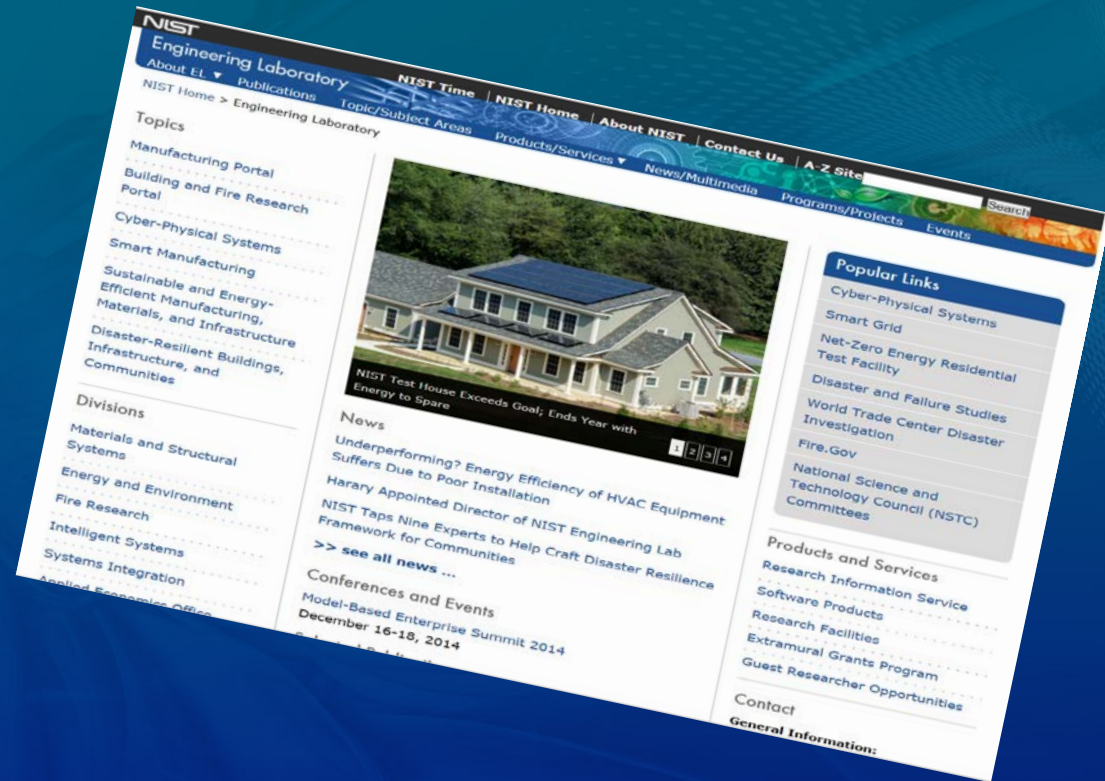 NIST
NIST Time | NIST Home | About NIST | Contact Us | A-Z Site
Search
Engineering Laboratory
About EL ▼ Publications Topic/Subject Areas Products/Services ▼ News/Multimedia Programs/Projects Events
NIST Home > Engineering Laboratory
Topics
Manufacturing Portal
Building and Fire Research
Portal
Cyber-Physical Systems
Smart Manufacturing
Sustainable and Energy-
Efficient Manufacturing,
Materials, and Infrastructure
Disaster-Resilient Buildings,
Infrastructure, and
Communities
Divisions
Materials and Structural
Systems
Energy and Environment
Fire Research
Intelligent Systems
Systems Integration
Applied Economics Office
NIST Test House Exceeds Goal; Ends Year with
Energy to Spare
1 2 3 4
News
Underperforming? Energy Efficiency of HVAC Equipment
Suffers Due to Poor Installation
Harary Appointed Director of NIST Engineering Lab
NIST Taps Nine Experts to Help Craft Disaster Resilience
Framework for Communities
>> see all news ...
Conferences and Events
Model-Based Enterprise Summit 2014
December 16-18, 2014
Popular Links
Cyber-Physical Systems
Smart Grid
Net-Zero Energy Residential
Test Facility
Disaster and Failure Studies
World Trade Center Disaster
Investigation
Fire.Gov
National Science and
Technology Council (NSTC)
Committees
Products and Services
Research Information Service
Software Products
Research Facilities
Extramural Grants Program
Guest Researcher Opportunities
Contact
General Information: